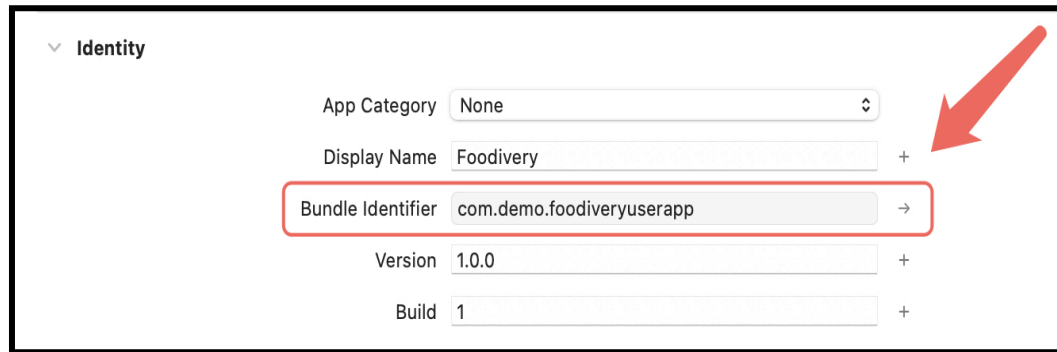 Identity
App Category None
Display Name Foodivery +
Bundle Identifier com.demo.foodiveryuserapp →
Version 1.0.0 +
Build 1 +